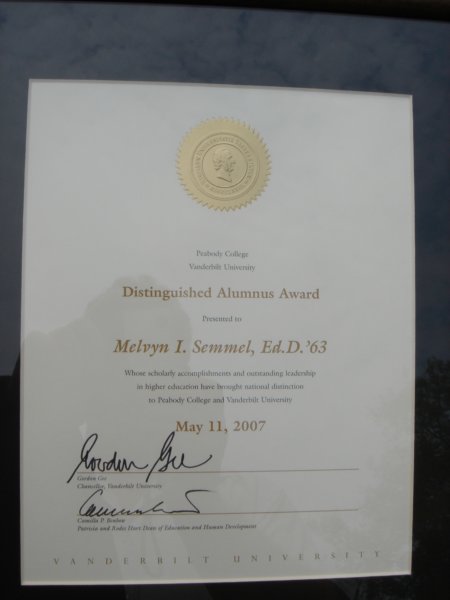 Peabody College
Vanderbilt University
Distinguished Alumnus Award
Presented to
Melvyn I. Semmel, Ed.D.'63
Whose scholarly accomplishments and outstanding leadership
in higher education have brought national distinction
to Peabody College and Vanderbilt University
May 11, 2007
Gordon Gee
Gordon Gee
Chancellor, Vanderbilt University
Camilla P. Benbow
Patricia and Rodes Hart Dean of Education and Human Development
VANDERBILT UNIVERSITY